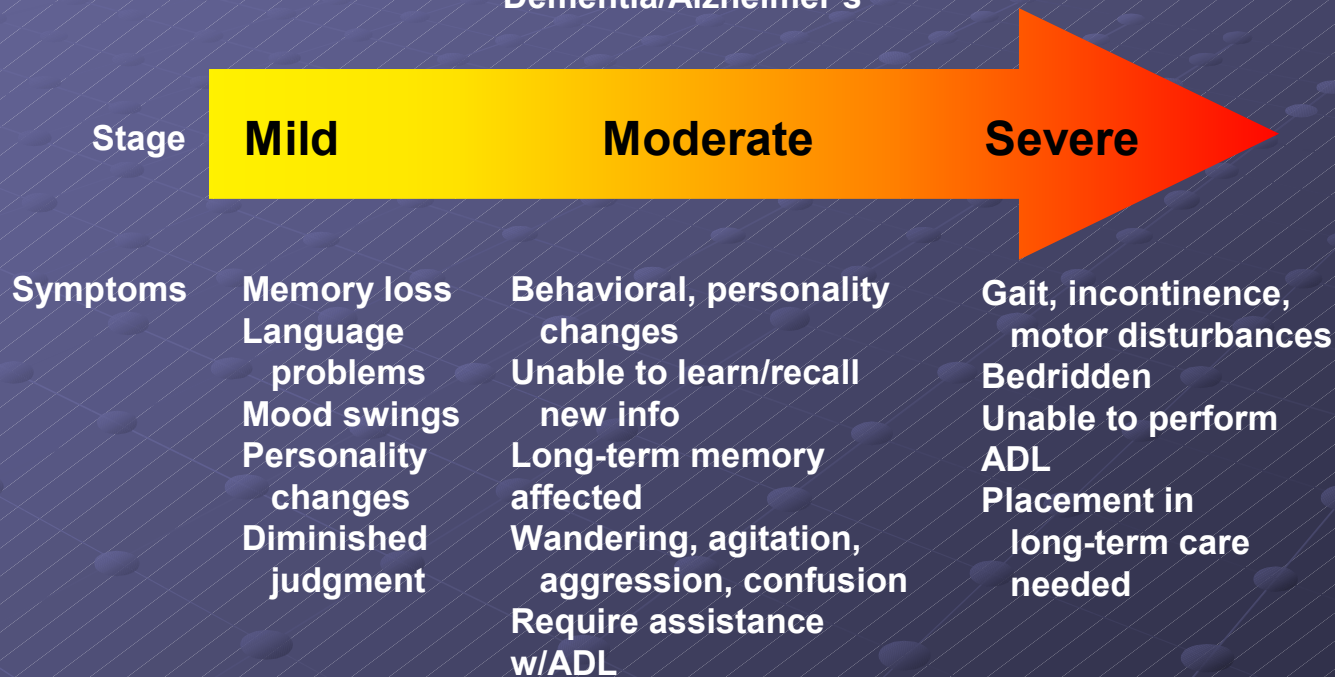 Dementia/Alzheimer's
Stage
Mild
Moderate
Severe
Symptoms
Memory loss
Language
problems
Mood swings
Personality
changes
Diminished
judgment
Behavioral, personality
changes
Unable to learn/recall
new info
Long-term memory
affected
Wandering, agitation,
aggression, confusion
Require assistance
w/ADL
Gait, incontinence,
motor disturbances
Bedridden
Unable to perform
ADL
Placement in
long-term care
needed